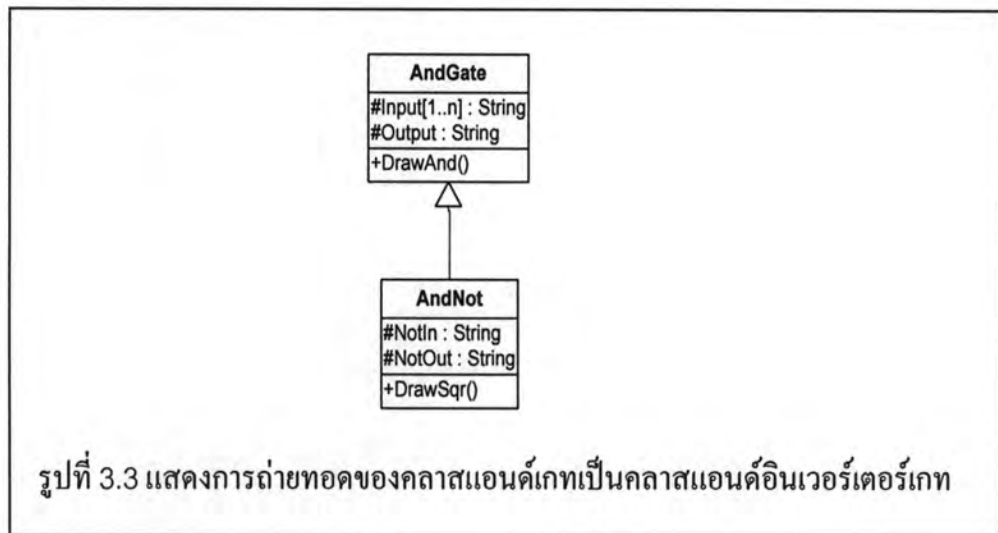 AndGate
#Input[1..n] : String
#Output : String
+DrawAnd()
AndNot
#NotIn : String
#NotOut : String
+DrawSqr()
รูปที่ 3.3 แสดงการถ่ายทอดของคลาสแอนด์เกทเป็นคลาสแอนด์อินเวอร์เตอร์เกท